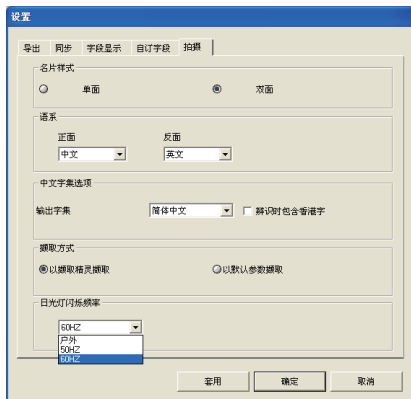 设置
导出 同步 字段显示 自订字段 拍摄
名片样式
单面 双面
语系
正面 反面
中文 英文
中文字集选项
输出字集 简体中文 辨识时包含香港字
撷取方式
以撷取精灵撷取 以默认参数撷取
日光灯闪烁频率
60HZ
户外
50HZ
60HZ
套用 确定 取消